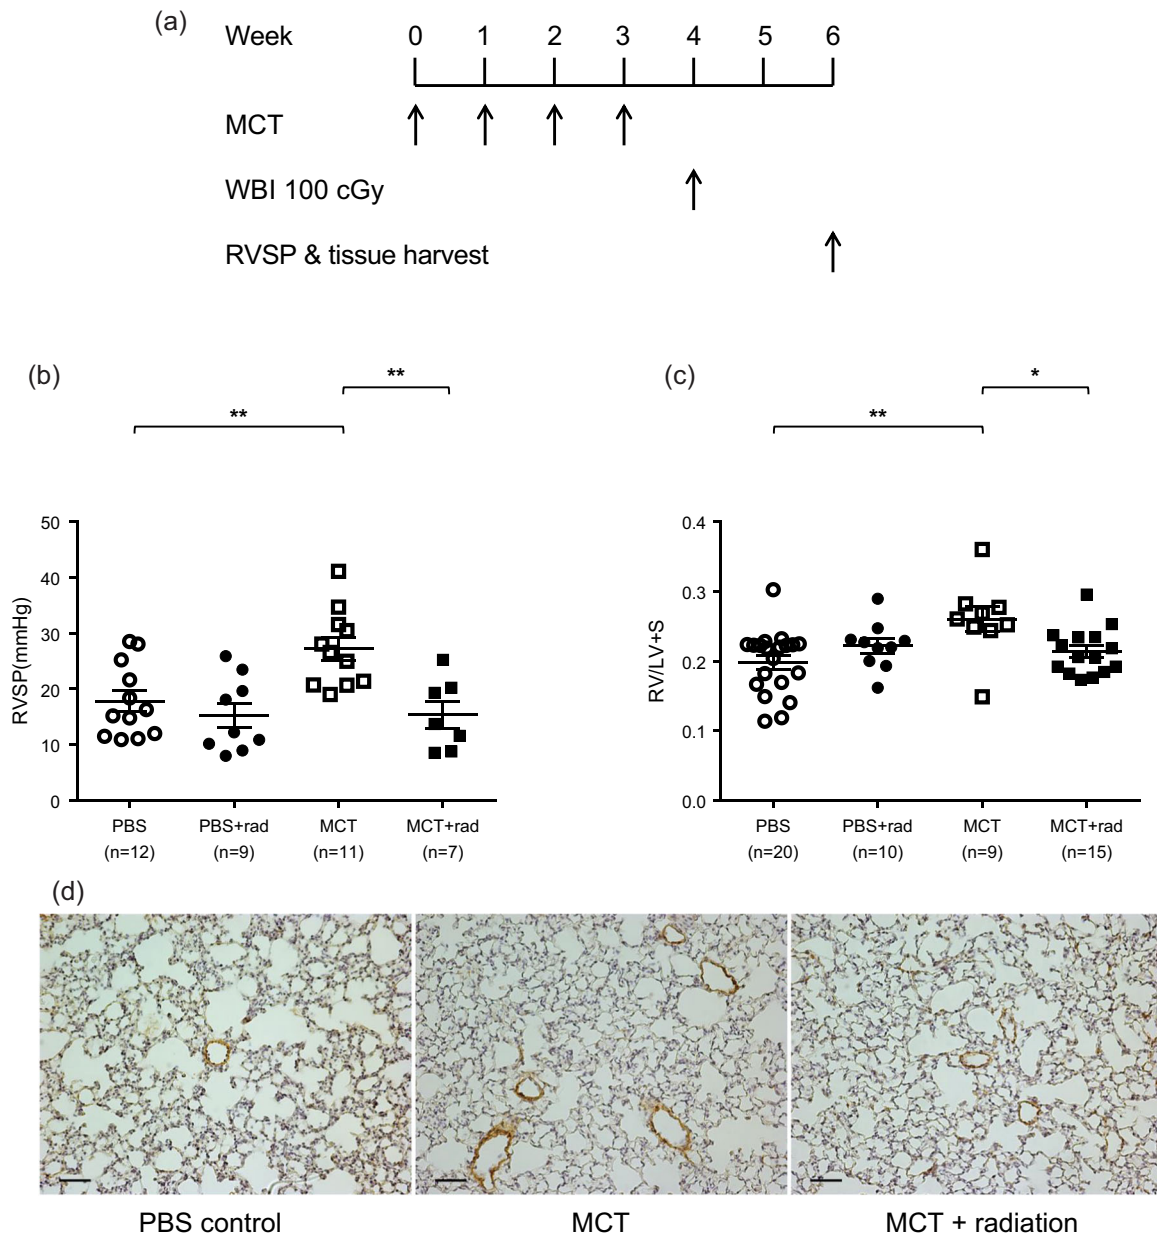 (a)
Week 0 1 2 3 4 5 6
MCT
WBI 100 cGy
RVSP & tissue harvest
(b)
**
**
RVSP(mmHg)
50
40
30
20
10
0
PBS PBS+rad MCT MCT+rad
(n=12) (n=9) (n=11) (n=7)
(c)
*
**
RV/LV+S
0.4
0.3
0.2
0.1
0.0
PBS PBS+rad MCT MCT+rad
(n=20) (n=10) (n=9) (n=15)
(d)
PBS control MCT MCT + radiation